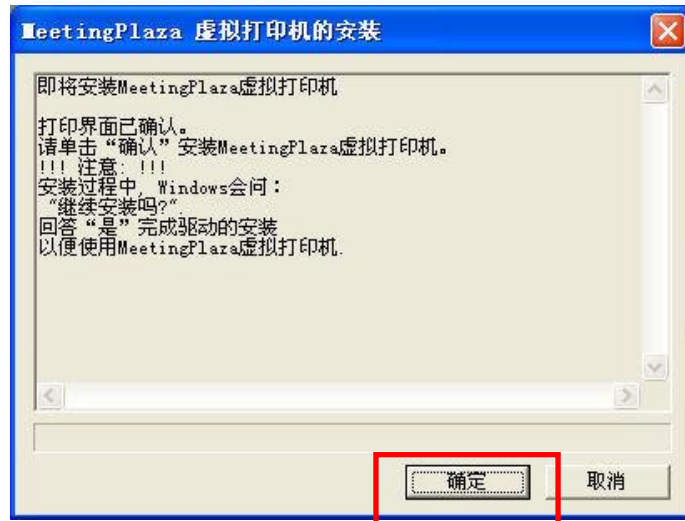 MeetingPlaza 虚拟打印机的安装
即将安装MeetingPlaza虚拟打印机
打印界面已确认。
请单击“确认”安装MeetingPlaza虚拟打印机。
!!! 注意: !!!
安装过程中, Windows会问：
“继续安装吗?”
回答“是”完成驱动的安装
以便使用MeetingPlaza虚拟打印机.
确定
取消